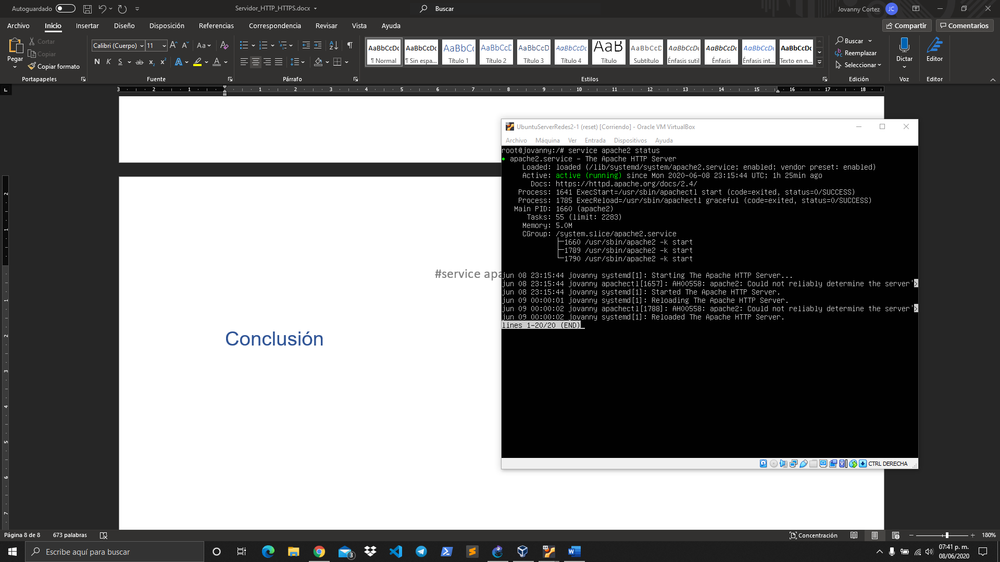 Autoguardado
Servidor_HTTP_HTTPS.docx
Buscar
Jovanny Cortez
JC
Archivo Inicio Insertar Diseño Disposición Referencias Correspondencia Revisar Vista Ayuda
Compartir
Comentarios
Pegar
Cortar
Copiar
Copiar formato
Portapapeles
Calibri (Cuerpo) 11
Fuente
Párrafo
AaBbCcDc AaBbCcDc AaBbCc AaBbCcD AaBbCcD AaBbCcDc AaB AaBbCcD AaBbCcDc AaBbCcDc AaBbCcDc AaBbCcDc
¶ Normal ¶ Sin espa... Título 1 Título 2 Título 3 Título 4 Título Subtítulo Énfasis sutil Énfasis Énfasis int... Texto en n...
Estilos
Buscar
Reemplazar
Seleccionar
Edición
Dictar
Voz
Editor
Editor
3 2 1 1 2 3 4 5 6 7 8 9 10 11 12 13 14 15 16 17 18
UbuntuServerRedes2-1 (reset) [Corriendo] - Oracle VM VirtualBox
Archivo Máquina Ver Entrada Dispositivos Ayuda
root@jovanny:/# service apache2 status
● apache2.service - The Apache HTTP Server
Loaded: loaded (/lib/systemd/system/apache2.service; enabled; vendor preset: enabled)
Active: active (running) since Mon 2020-06-08 23:15:44 UTC; 1h 25min ago
Docs: https://httpd.apache.org/docs/2.4/
Process: 1641 ExecStart=/usr/sbin/apachectl start (code=exited, status=0/SUCCESS)
Process: 1785 ExecReload=/usr/sbin/apachectl graceful (code=exited, status=0/SUCCESS)
Main PID: 1660 (apache2)
Tasks: 55 (limit: 2283)
Memory: 5.0M
CGroup: /system.slice/apache2.service
├─1660 /usr/sbin/apache2 -k start
├─1789 /usr/sbin/apache2 -k start
└─1790 /usr/sbin/apache2 -k start
jun 08 23:15:44 jovanny systemd[1]: Starting The Apache HTTP Server...
jun 08 23:15:44 jovanny apachectl[1657]: AH00558: apache2: Could not reliably determine the server'>
jun 08 23:15:44 jovanny systemd[1]: Started The Apache HTTP Server.
jun 09 00:00:01 jovanny systemd[1]: Reloading The Apache HTTP Server.
jun 09 00:00:02 jovanny apachectl[1788]: AH00558: apache2: Could not reliably determine the server'>
jun 09 00:00:02 jovanny systemd[1]: Reloaded The Apache HTTP Server.
lines 1-20/20 (END)
CTRL DERECHA
#service apa
Conclusión
Página 8 de 8 673 palabras
Concentración
180%
Escribe aquí para buscar
3
07:41 p. m.
08/06/2020